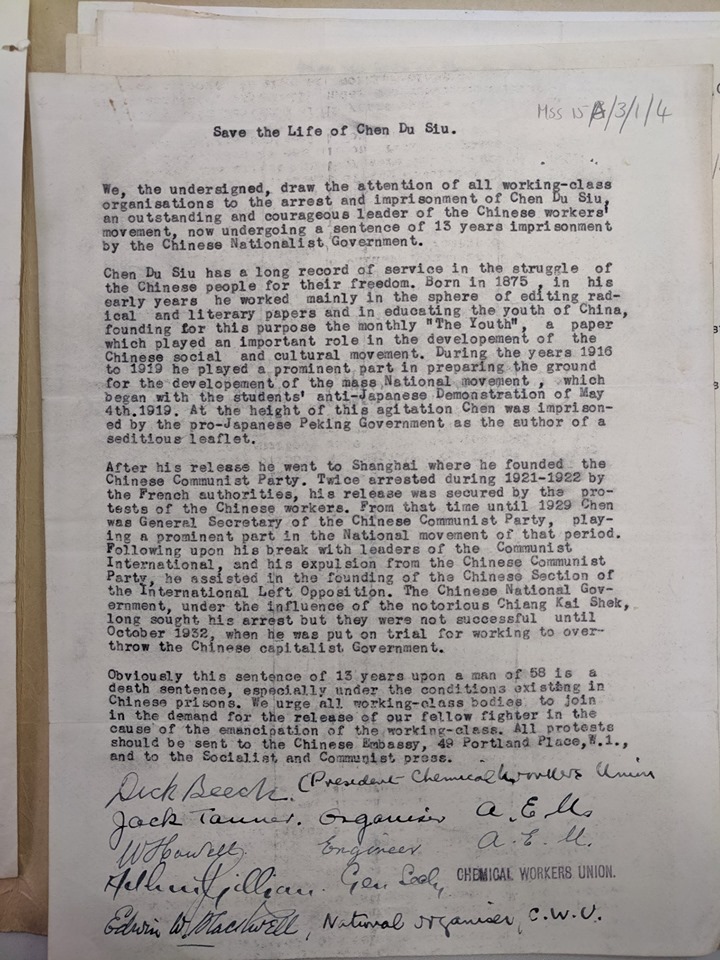 Mss 15A/3/1/4
Save the Life of Chen Du Siu.
We, the undersigned, draw the attention of all working-class
organisations to the arrest and imprisonment of Chen Du Siu,
an outstanding and courageous leader of the Chinese workers'
movement, now undergoing a sentence of 13 years imprisonment
by the Chinese Nationalist Government.
Chen Du Siu has a long record of service in the struggle of
the Chinese people for their freedom. Born in 1875 , in his
early years he worked mainly in the sphere of editing rad-
ical and literary papers and in educating the youth of China,
founding for this purpose the monthly "The Youth", a paper
which played an important role in the developement of the
Chinese social and cultural movement. During the years 1916
to 1919 he played a prominent part in preparing the ground
for the developement of the mass National movement , which
began with the students' anti-Japanese Demonstration of May
4th.1919. At the height of this agitation Chen was imprison-
ed by the pro-Japanese Peking Government as the author of a
seditious leaflet.
After his release he went to Shanghai where he founded the
Chinese Communist Party. Twice arrested during 1921-1922 by
the French authorities, his release was secured by the pro-
tests of the Chinese workers. From that time until 1929 Chen
was General Secretary of the Chinese Communist Party, play-
ing a prominent part in the National movement of that period.
Following upon his break with leaders of the Communist
International, and his expulsion from the Chinese Communist
Party, he assisted in the founding of the Chinese Section of
the International Left Opposition. The Chinese National Gov-
ernment, under the influence of the notorious Chiang Kai Shek,
long sought his arrest but they were not successful until
October 1932, when he was put on trial for working to over-
throw the Chinese capitalist Government.
Obviously this sentence of 13 years upon a man of 58 is a
death sentence, especially under the conditions existing in
Chinese prisons. We urge all working-class bodies to join
in the demand for the release of our fellow fighter in the
cause of the emancipation of the working-class. All protests
should be sent to the Chinese Embassy, 49 Portland Place,W.1.,
and to the Socialist and Communist press.
Dick Beech. (President Chemical Workers Union
Jack Tanner. Organiser A.E.U.
W Howell, Engineer A.E.U.
Arthur Gillian. Gen Secty. CHEMICAL WORKERS UNION.
Edwin W. , National organiser, C.W.U.